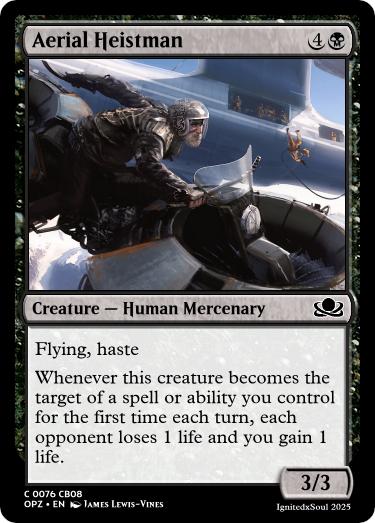 Aerial Heistman 4
Creature — Human Mercenary
Flying, haste
Whenever this creature becomes the
target of a spell or ability you control
for the first time each turn, each
opponent loses 1 life and you gain 1
life.
3/3
C 0076 CB08
OPZ • EN James Lewis-Vines
IgnitedxSoul 2025